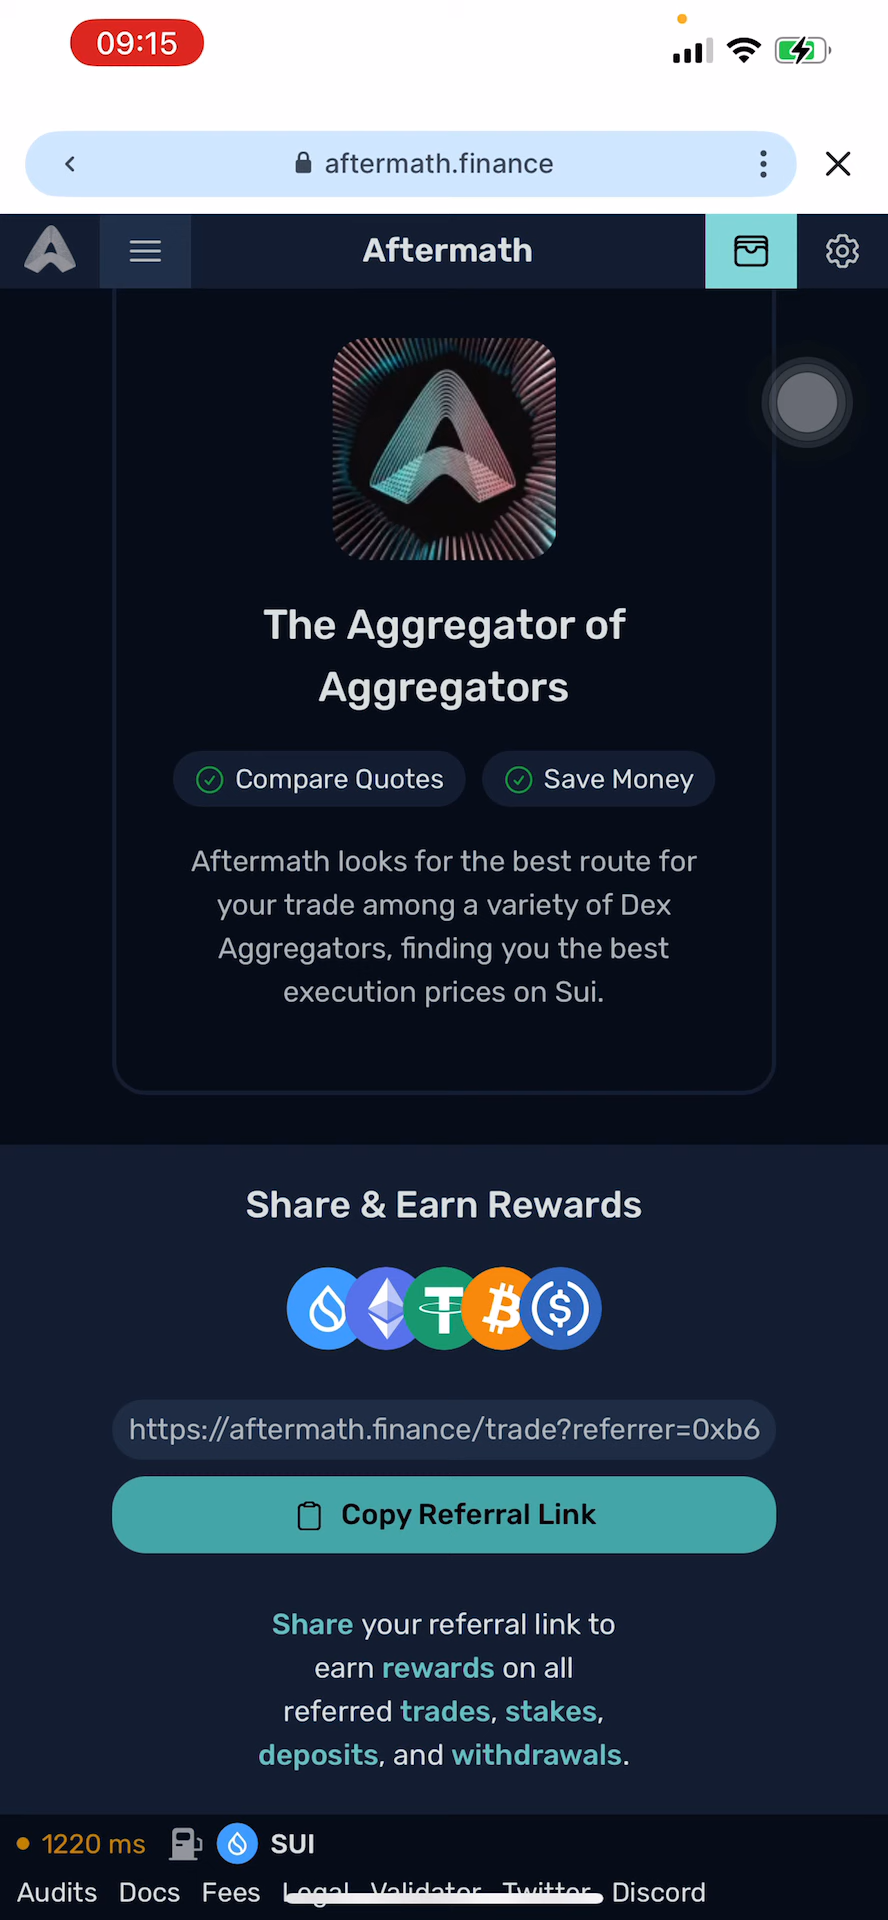 09:15
aftermath.finance
Aftermath
The Aggregator of
Aggregators
Compare Quotes Save Money
Aftermath looks for the best route for
your trade among a variety of Dex
Aggregators, finding you the best
execution prices on Sui.
Share & Earn Rewards
https://aftermath.finance/trade?referrer=0xb6
Copy Referral Link
Share your referral link to
earn rewards on all
referred trades, stakes,
deposits, and withdrawals.
1220 ms SUI
Audits Docs Fees Legal Validator Twitter Discord